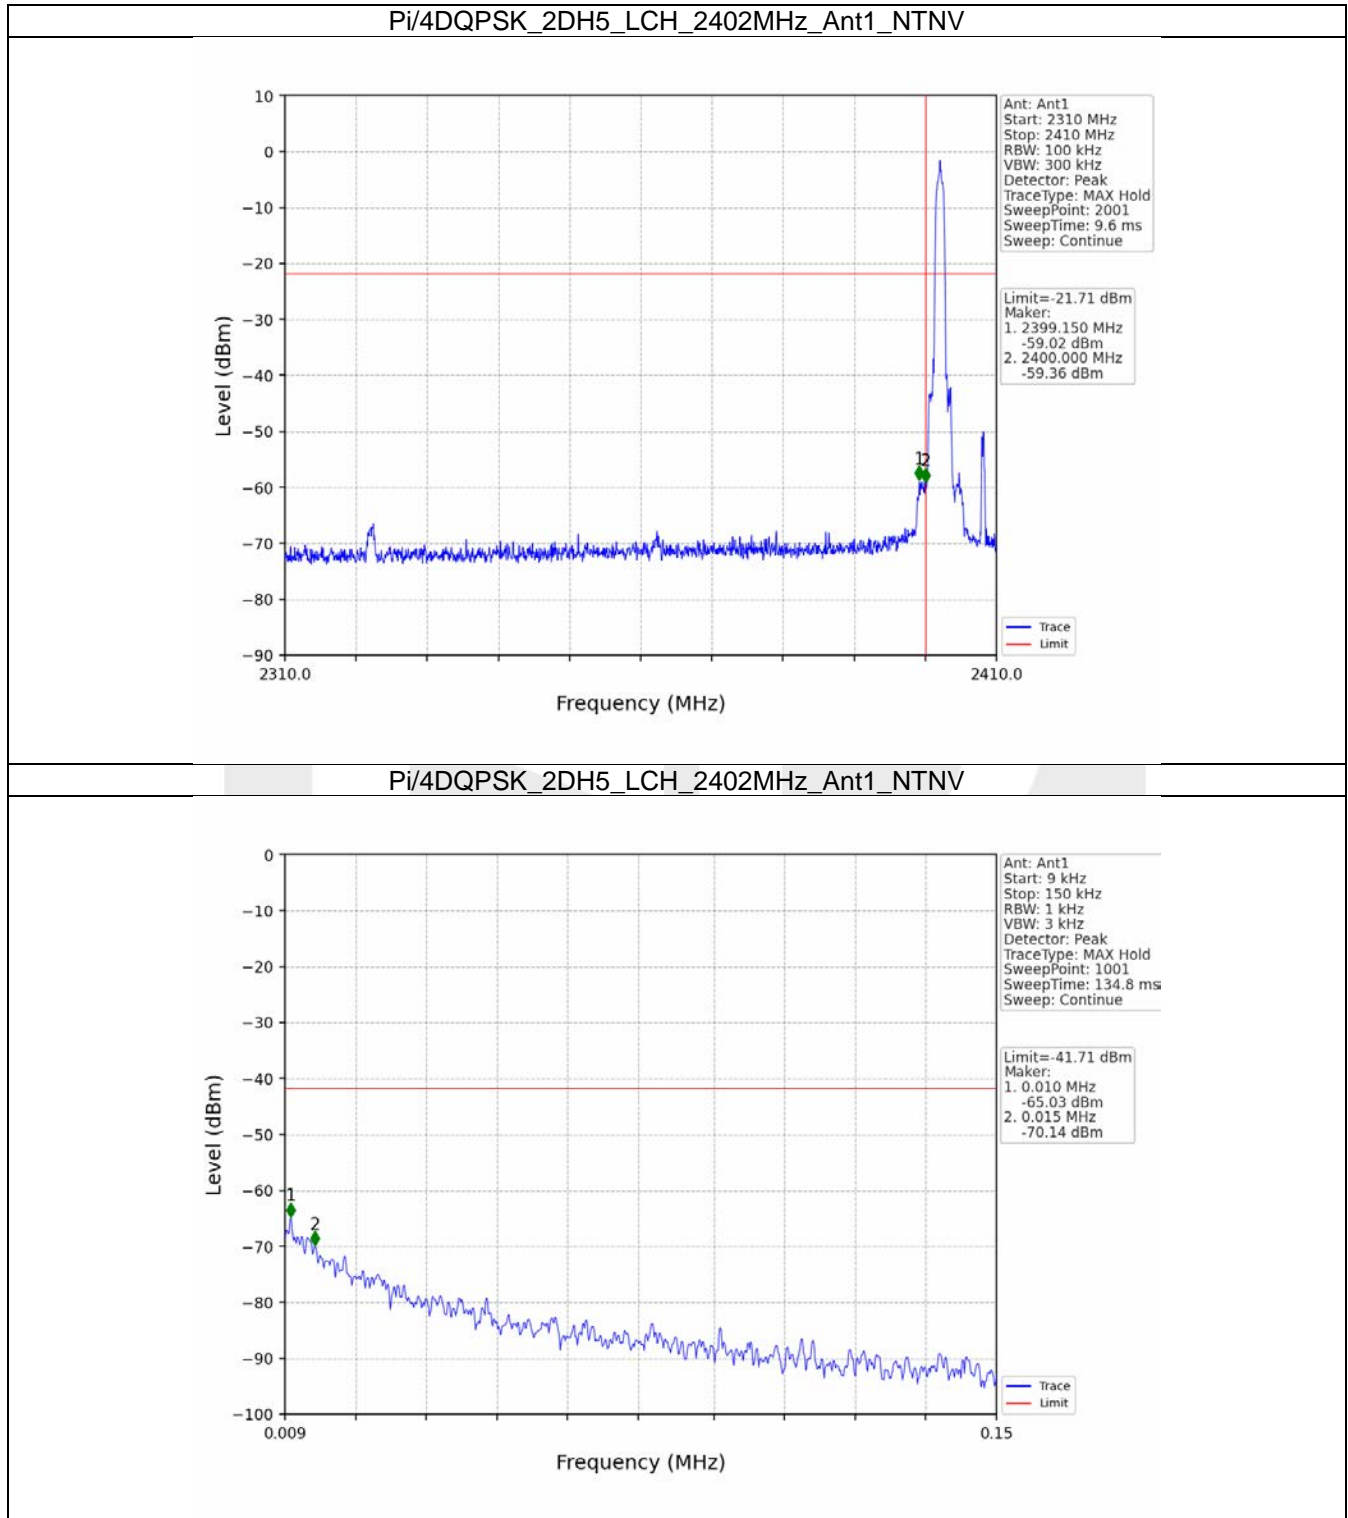 Pi/4DQPSK_2DH5_LCH_2402MHz_Ant1_NTNV
10
0
−10
−20
−30
−40
−50
−60
−70
−80
−90
Level (dBm)
2310.0
2410.0
Frequency (MHz)
1
2
Ant: Ant1
Start: 2310 MHz
Stop: 2410 MHz
RBW: 100 kHz
VBW: 300 kHz
Detector: Peak
TraceType: MAX Hold
SweepPoint: 2001
SweepTime: 9.6 ms
Sweep: Continue
Limit=-21.71 dBm
Maker:
1. 2399.150 MHz
-59.02 dBm
2. 2400.000 MHz
-59.36 dBm
Trace
Limit
Pi/4DQPSK_2DH5_LCH_2402MHz_Ant1_NTNV
0
−10
−20
−30
−40
−50
−60
−70
−80
−90
−100
Level (dBm)
0.009
0.15
Frequency (MHz)
1
2
Ant: Ant1
Start: 9 kHz
Stop: 150 kHz
RBW: 1 kHz
VBW: 3 kHz
Detector: Peak
TraceType: MAX Hold
SweepPoint: 1001
SweepTime: 134.8 ms
Sweep: Continue
Limit=-41.71 dBm
Maker:
1. 0.010 MHz
-65.03 dBm
2. 0.015 MHz
-70.14 dBm
Trace
Limit